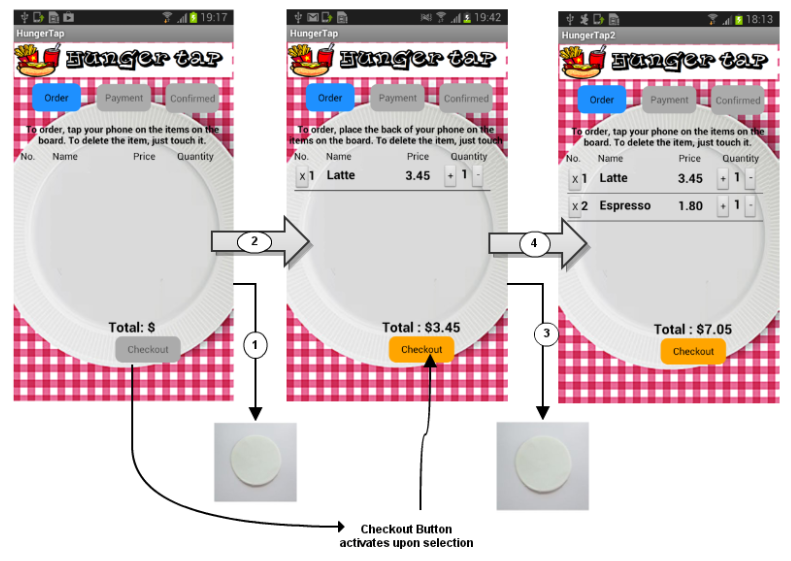 19:17
HungerTap
Hunger tap
Order Payment Confirmed
To order, tap your phone on the items on the
board. To delete the item, just touch it.
No. Name Price Quantity
Total: $
Checkout
1
2
19:42
HungerTap
Hunger tap
Order Payment Confirmed
To order, place the back of your phone on the
items on the board. To delete the item, just touch
No. Name Price Quantity
x 1 Latte 3.45 + 1 -
Total : $3.45
Checkout
3
4
18:13
HungerTap2
Hunger tap
Order Payment Confirmed
To order, tap your phone on the items on the
board. To delete the item, just touch it.
No. Name Price Quantity
x 1 Latte 3.45 + 1 -
x 2 Espresso 1.80 + 1 -
Total : $7.05
Checkout
Checkout Button
activates upon selection